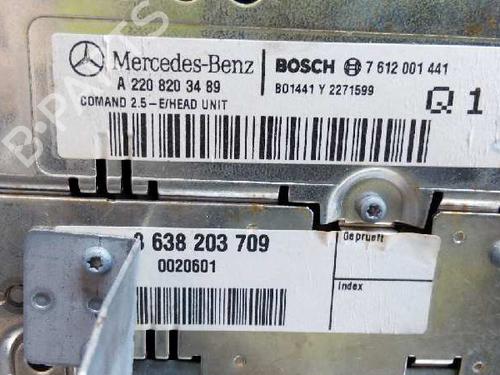 Mercedes-Benz
A 220 820 34 89
COMAND 2.5-E/HEAD UNIT
BOSCH 7 612 001 441
B01441 Y 2271599
Q 1
638 203 709
0020601
Geprueft
Index
B-PARTS